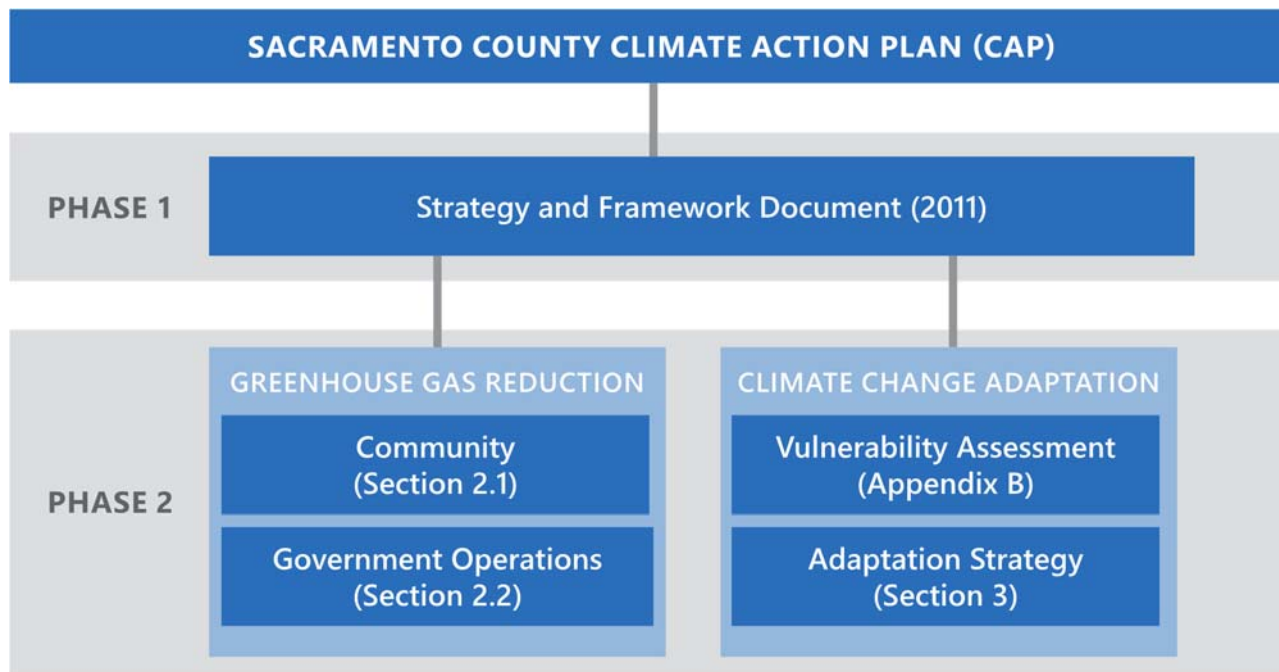 SACRAMENTO COUNTY CLIMATE ACTION PLAN (CAP)
PHASE 1
Strategy and Framework Document (2011)
PHASE 2
GREENHOUSE GAS REDUCTION
Community
(Section 2.1)
Government Operations
(Section 2.2)
CLIMATE CHANGE ADAPTATION
Vulnerability Assessment
(Appendix B)
Adaptation Strategy
(Section 3)